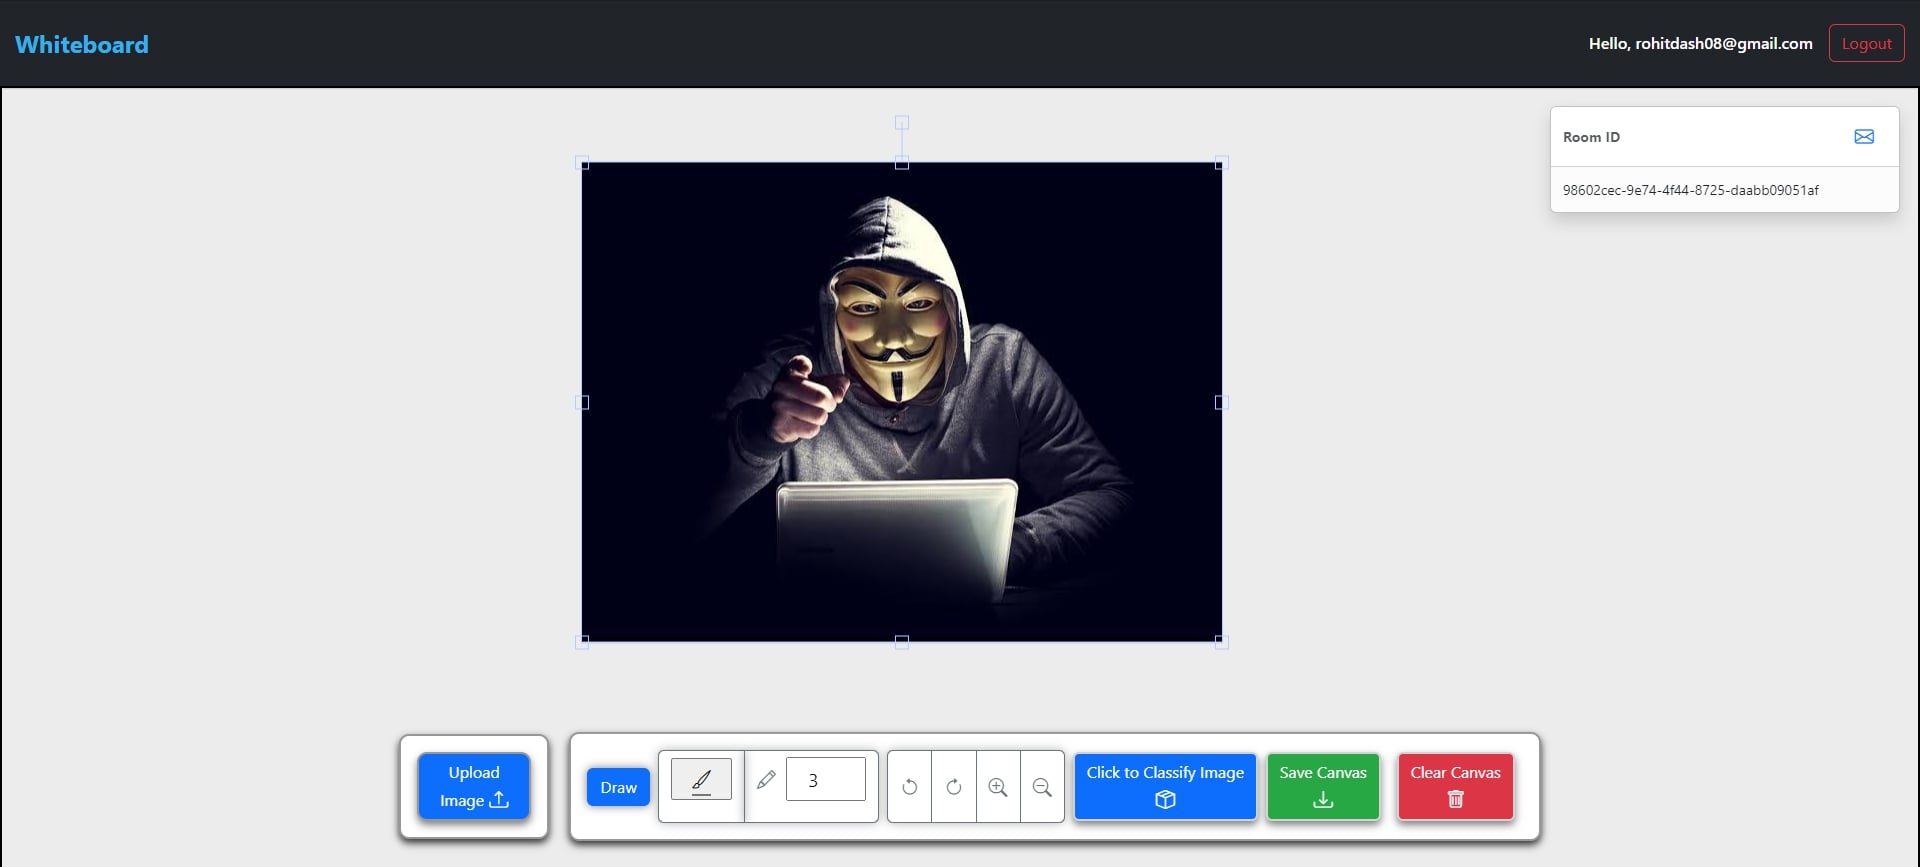 Whiteboard
Hello, rohitdash08@gmail.com
Logout
Room ID
98602cec-9e74-4f44-8725-daabb09051af
Upload
Image
Draw
3
Click to Classify Image
Save Canvas
Clear Canvas